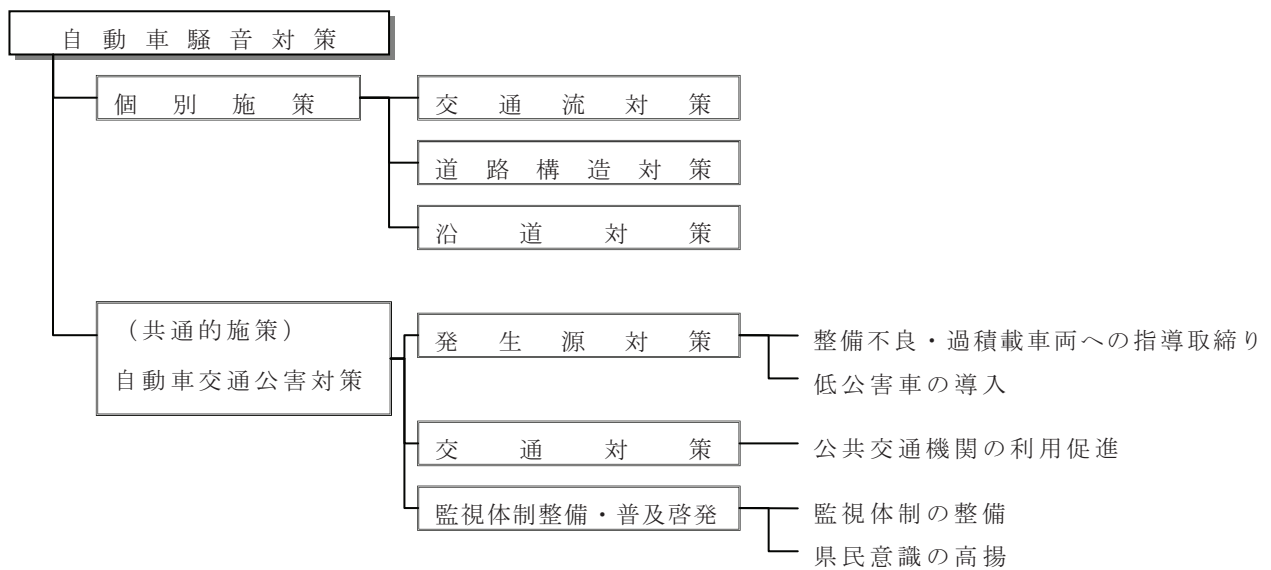 自動車騒音対策
個別施策
交通流対策
道路構造対策
沿道対策
（共通的施策）
自動車交通公害対策
発生源対策
整備不良・過積載車両への指導取締り
低公害車の導入
交通対策
公共交通機関の利用促進
監視体制整備・普及啓発
監視体制の整備
県民意識の高揚